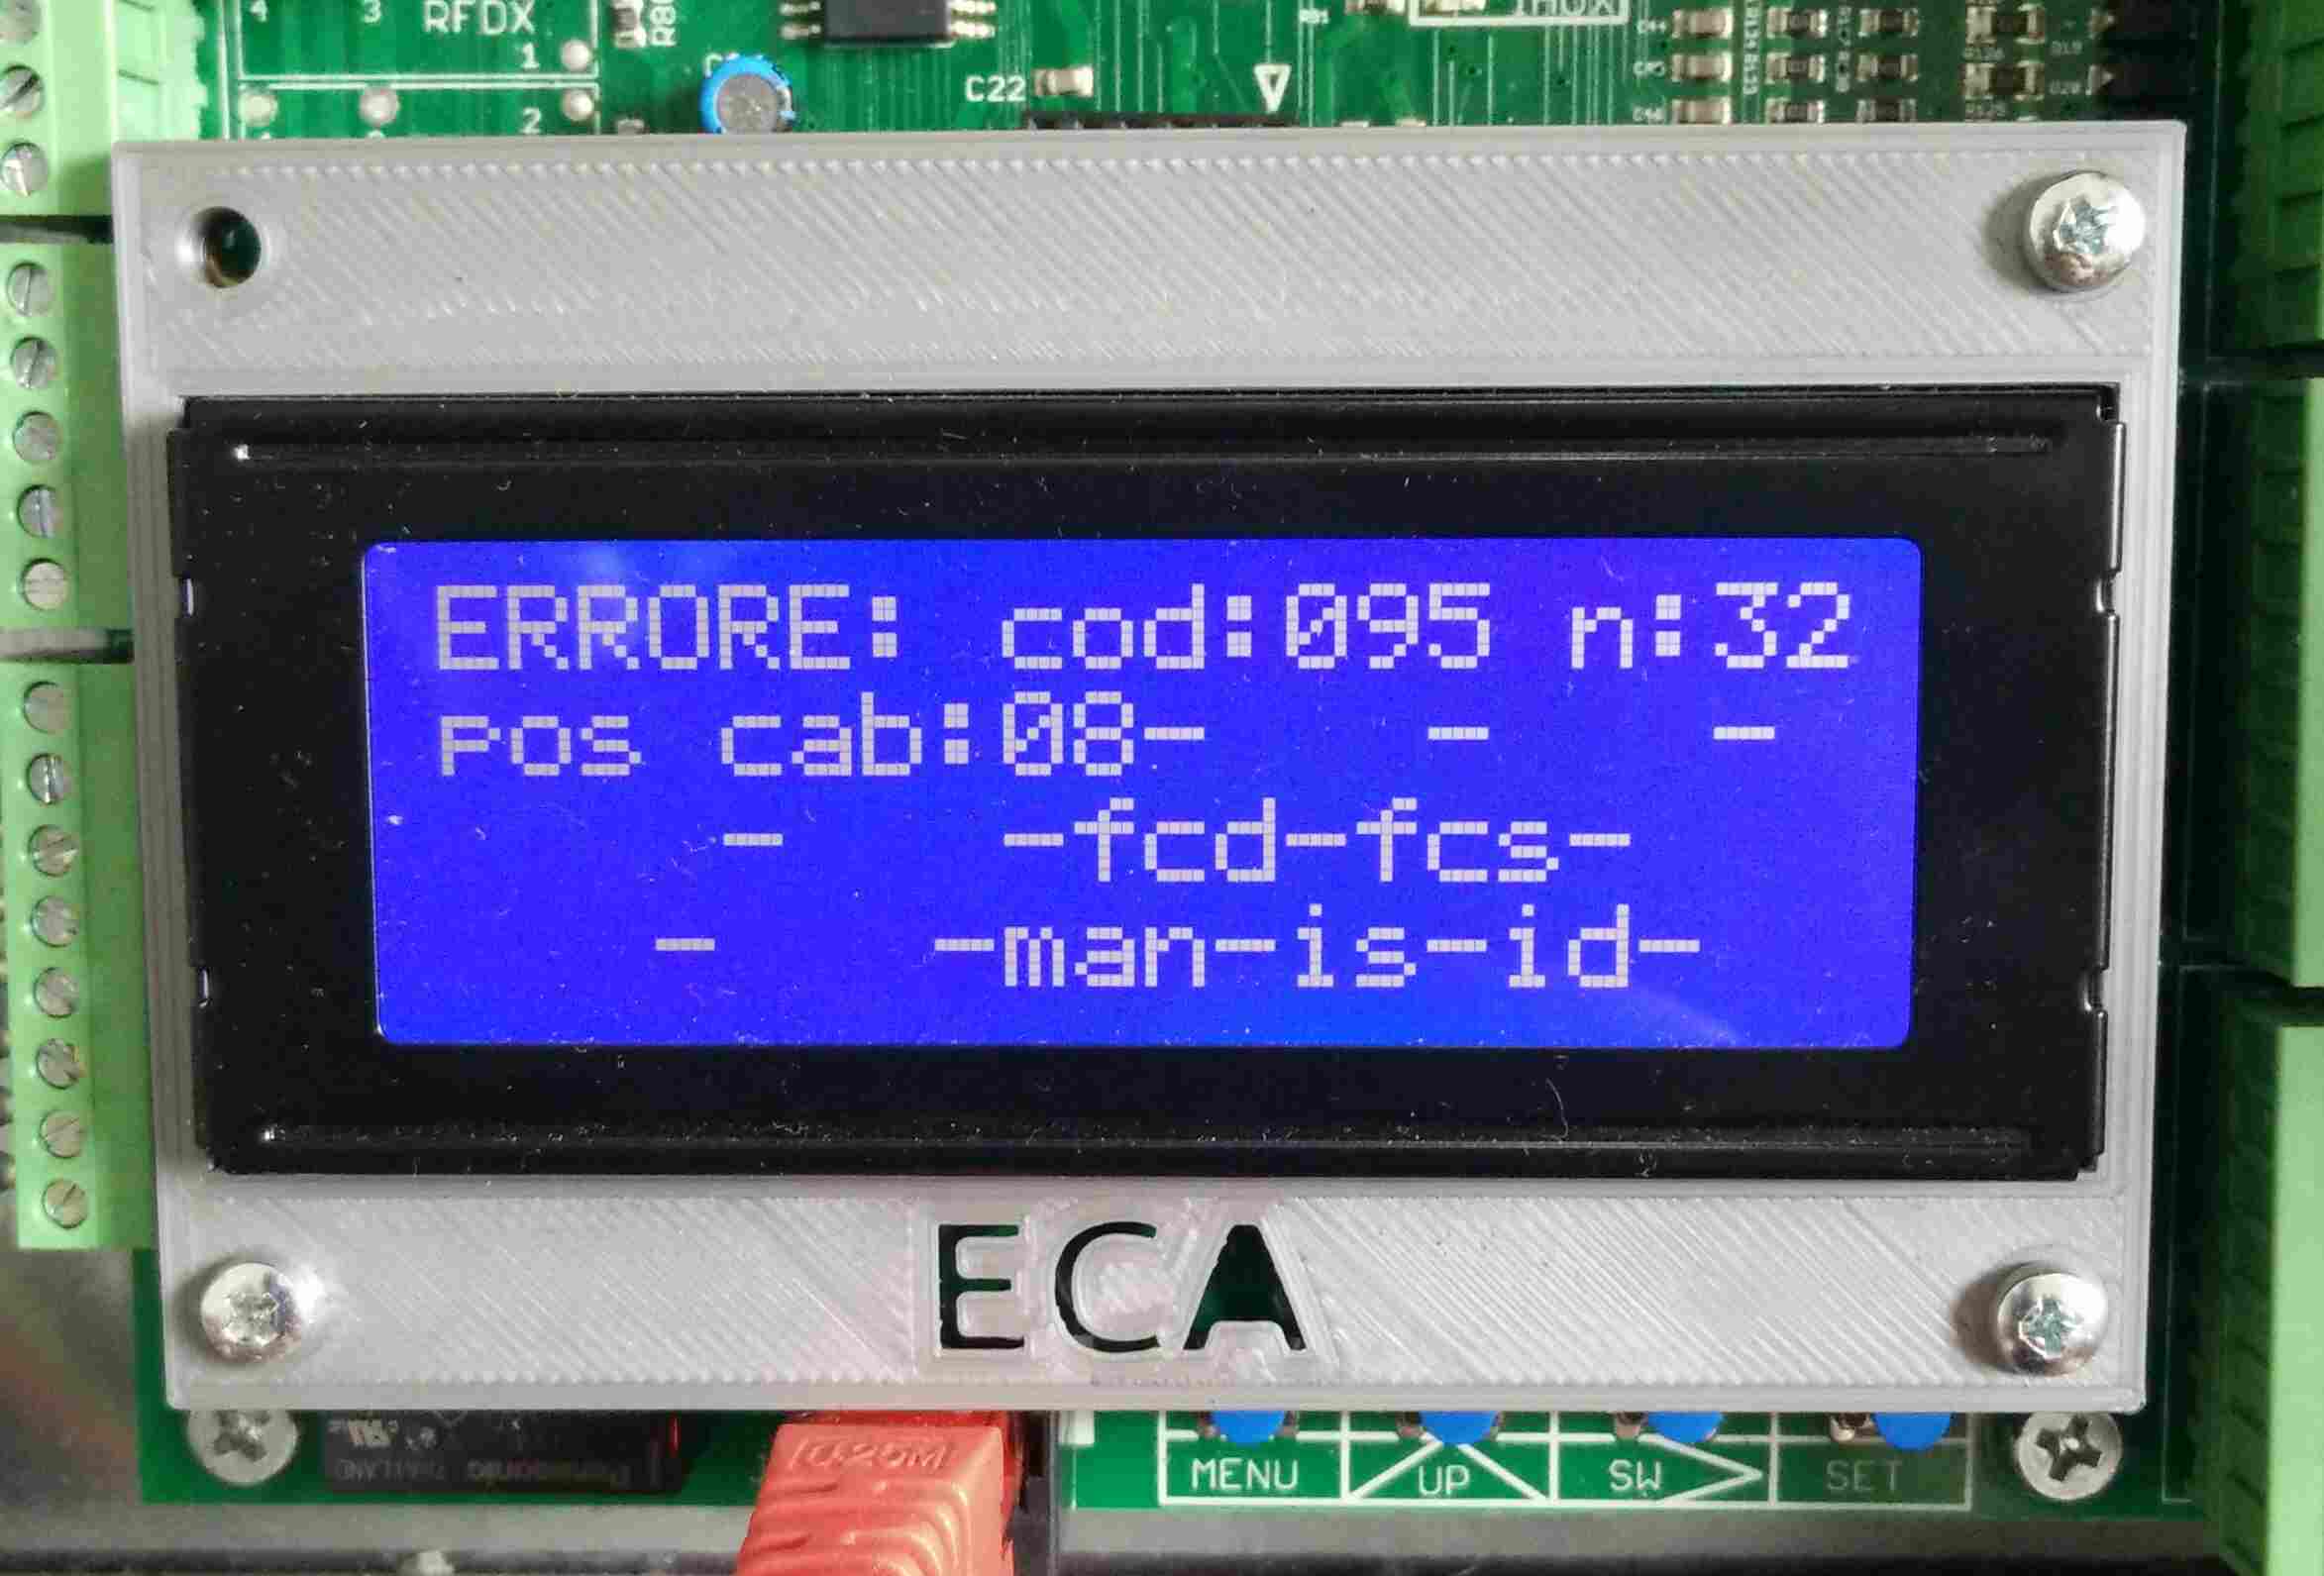 4 3 RFDX
1
2
C22
ERRORE: cod:095 n:32
pos cab:08- - -
- -fcd-fcs-
- -man-is-id-
ECA
0.25M
MENU UP SW SET